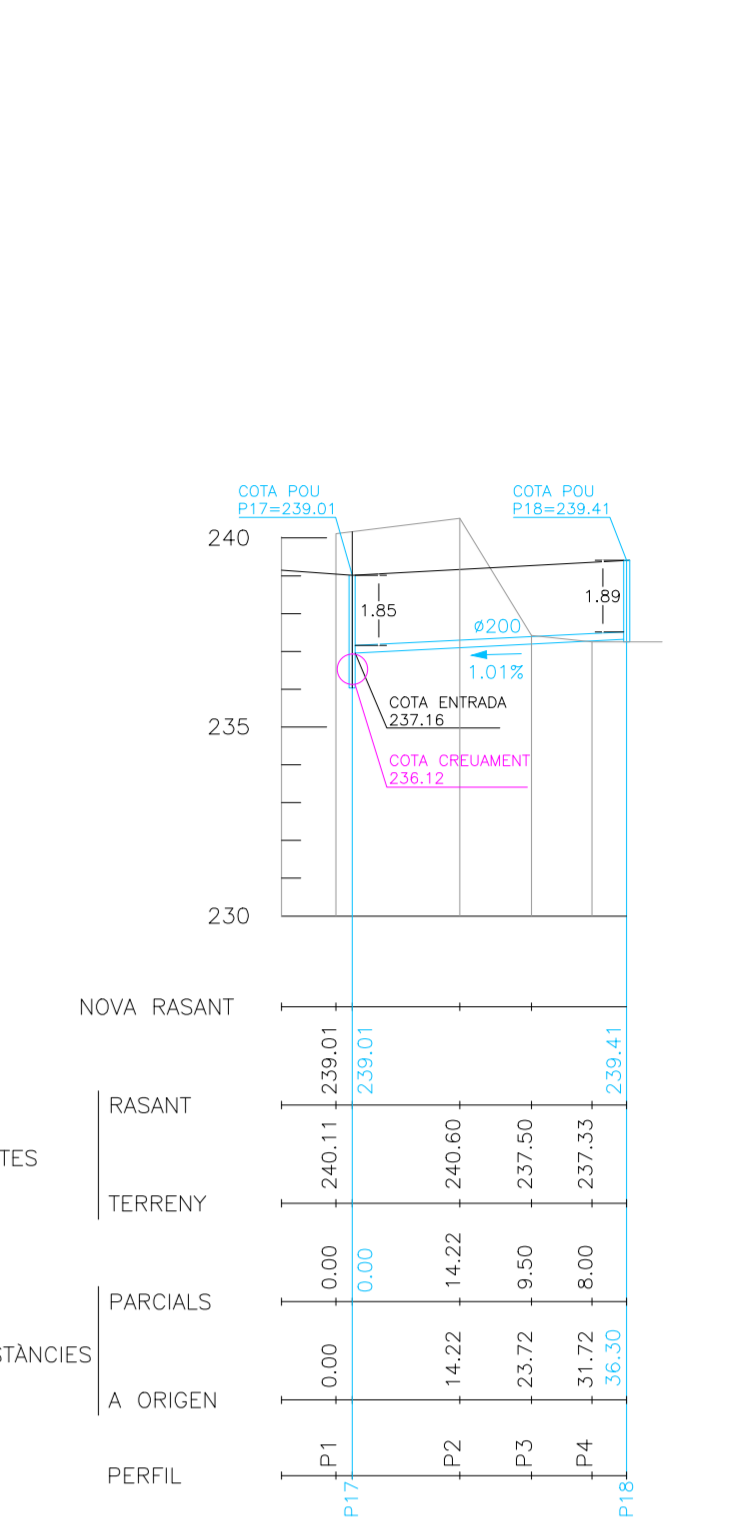 COTA POU
P17=239.01
COTA POU
P18=239.41
240
1.85
1.89
ø200
1.01%
COTA ENTRADA
237.16
235
COTA CREUAMENT
236.12
230
NOVA RASANT
239.01
239.01
239.41
RASANT
240.11
240.60
237.50
237.33
TES
TERRENY
0.00
0.00
14.22
9.50
8.00
PARCIALS
STÀNCIES
0.00
14.22
23.72
31.72
36.30
A ORIGEN
P1
P2
P3
P4
PERFIL
P17
P18